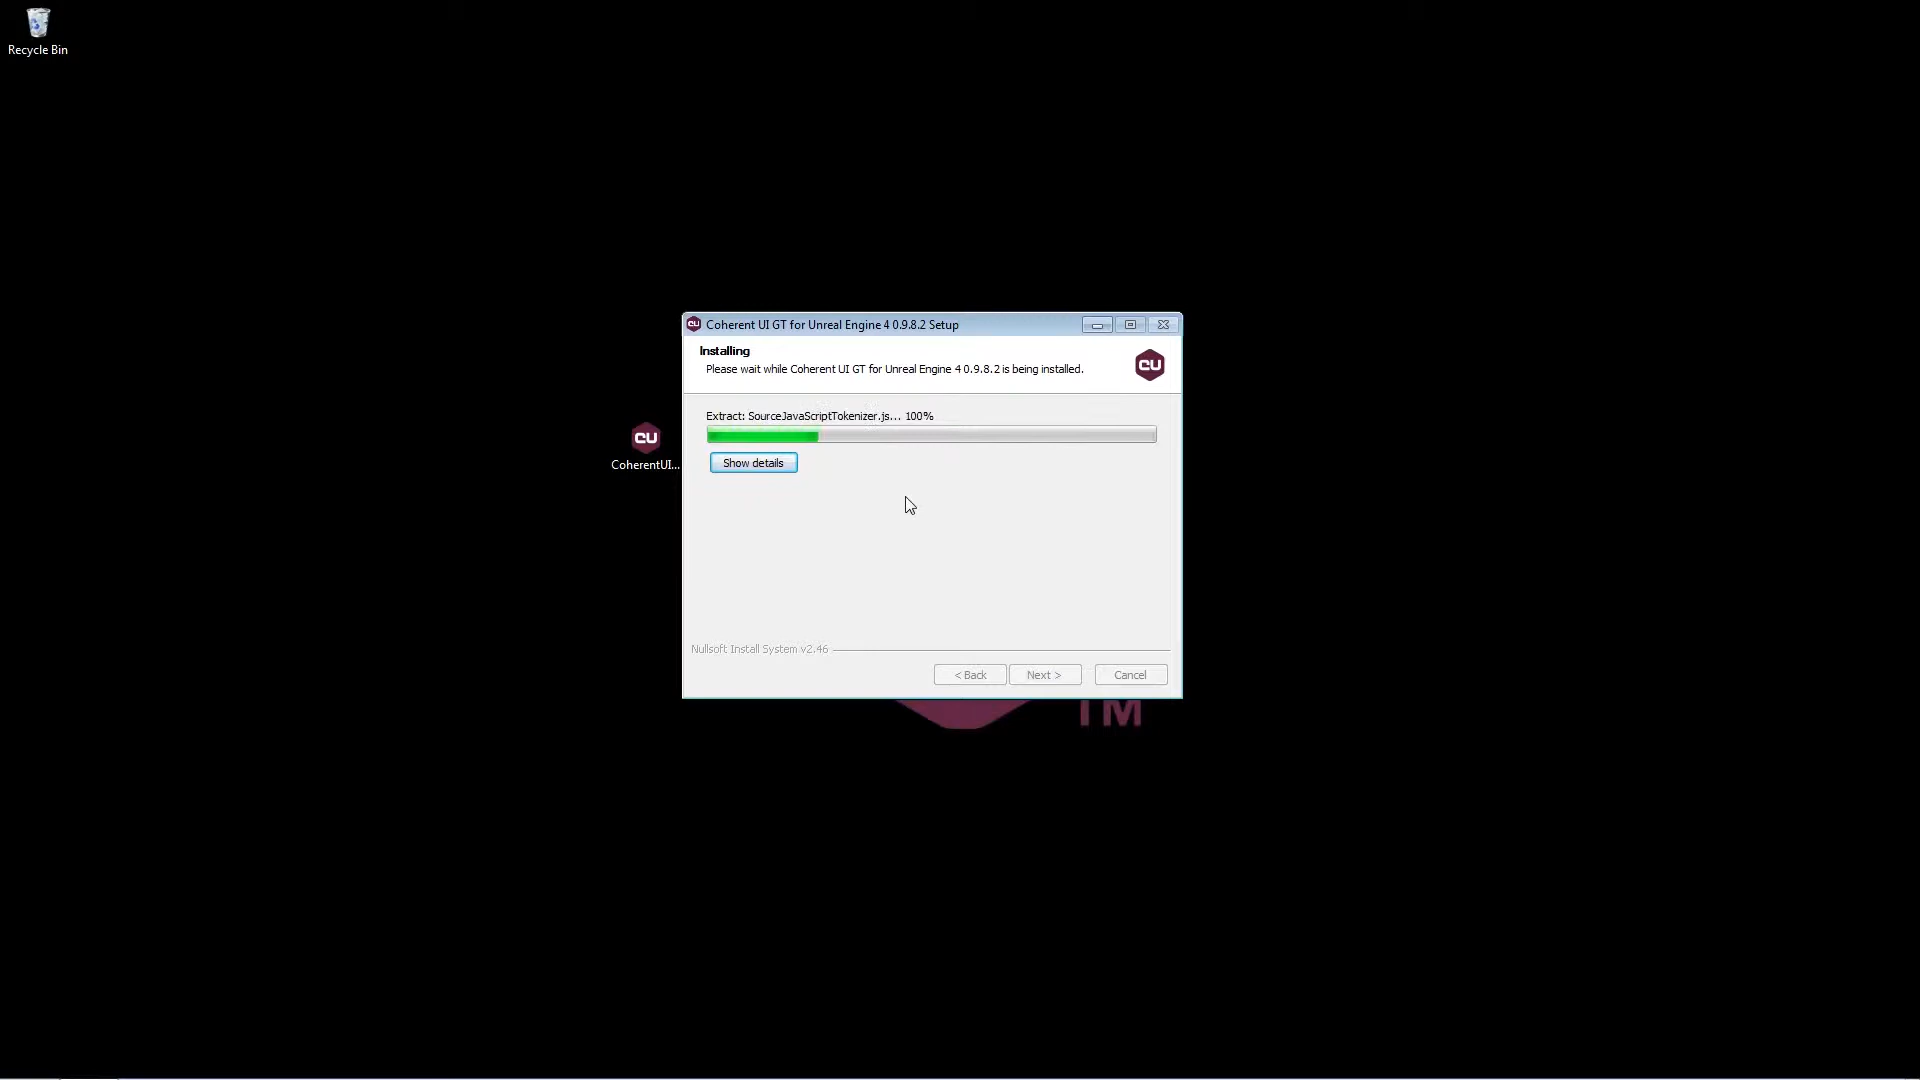 Recycle Bin
Coherent UI GT for Unreal Engine 4 0.9.8.2 Setup
Installing
Please wait while Coherent UI GT for Unreal Engine 4 0.9.8.2 is being installed.
CU
Extract: SourceJavaScriptTokenizer.js... 100%
CU
CoherentUI...
Show details
Nullsoft Install System v2.46
< Back
Next >
Cancel
TM